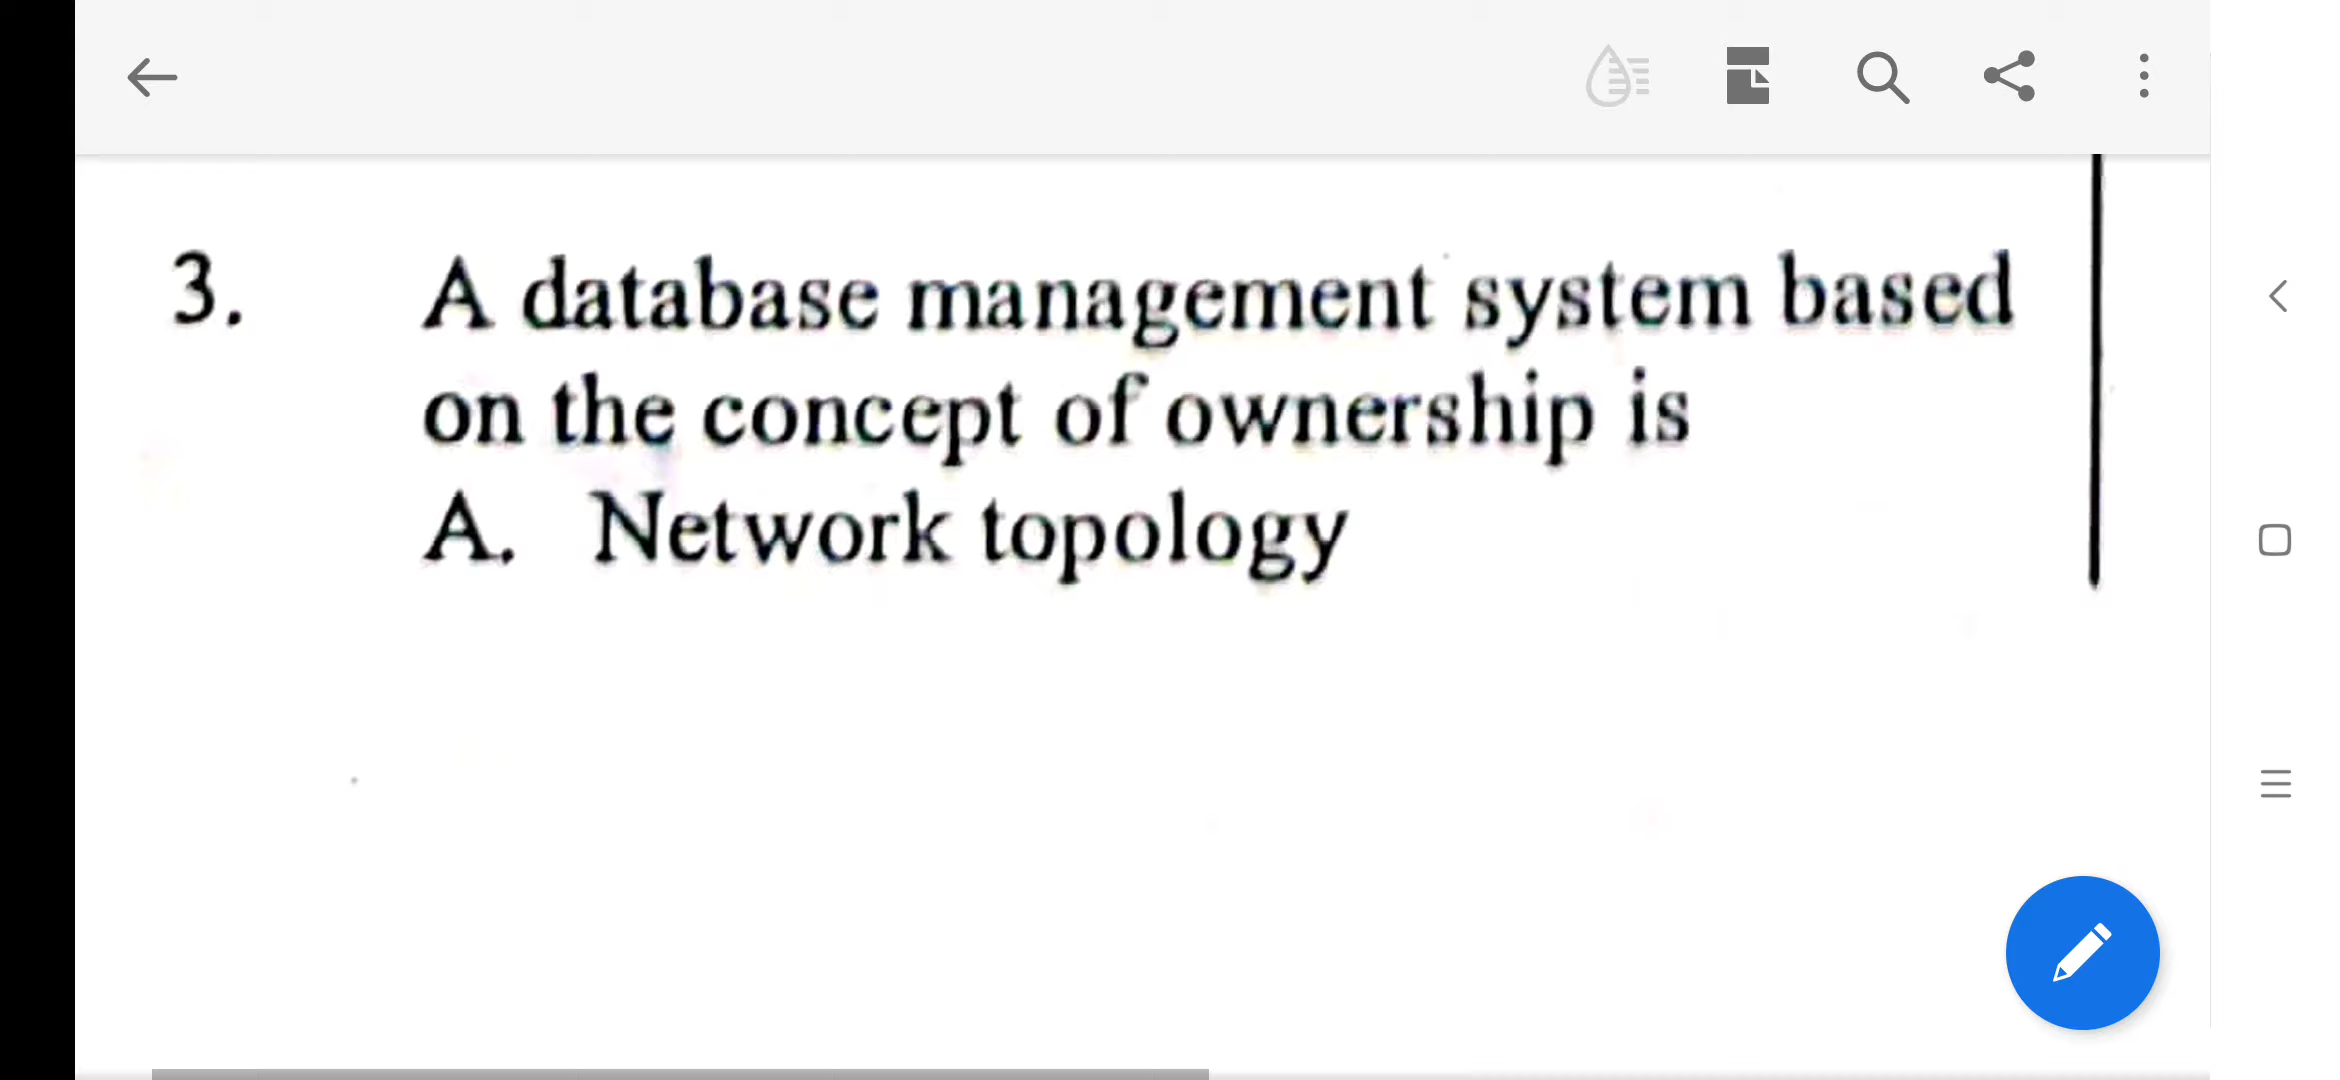 3. A database management system based
on the concept of ownership is
A. Network topology